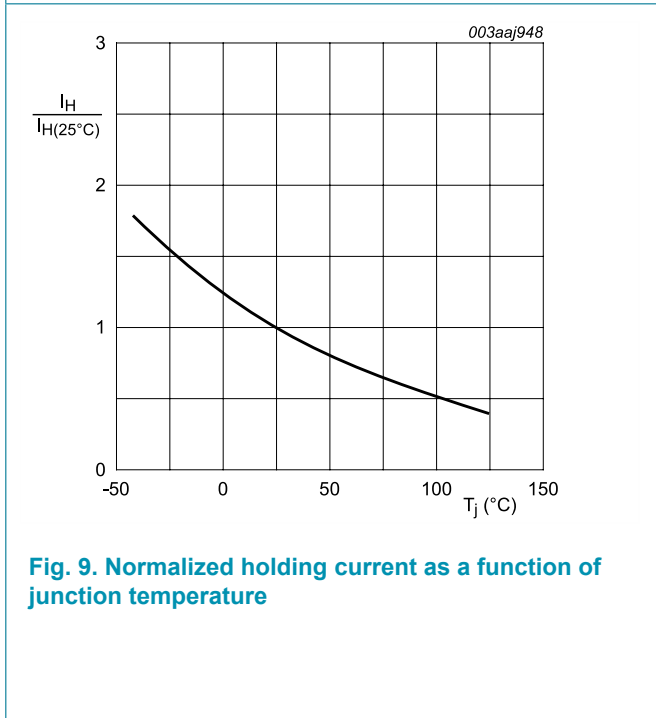 003aaj948
3
I_H
I_H(25°C)
2
1
0
-50 0 50 100 150
T_j (°C)
Fig. 9. Normalized holding current as a function of
junction temperature